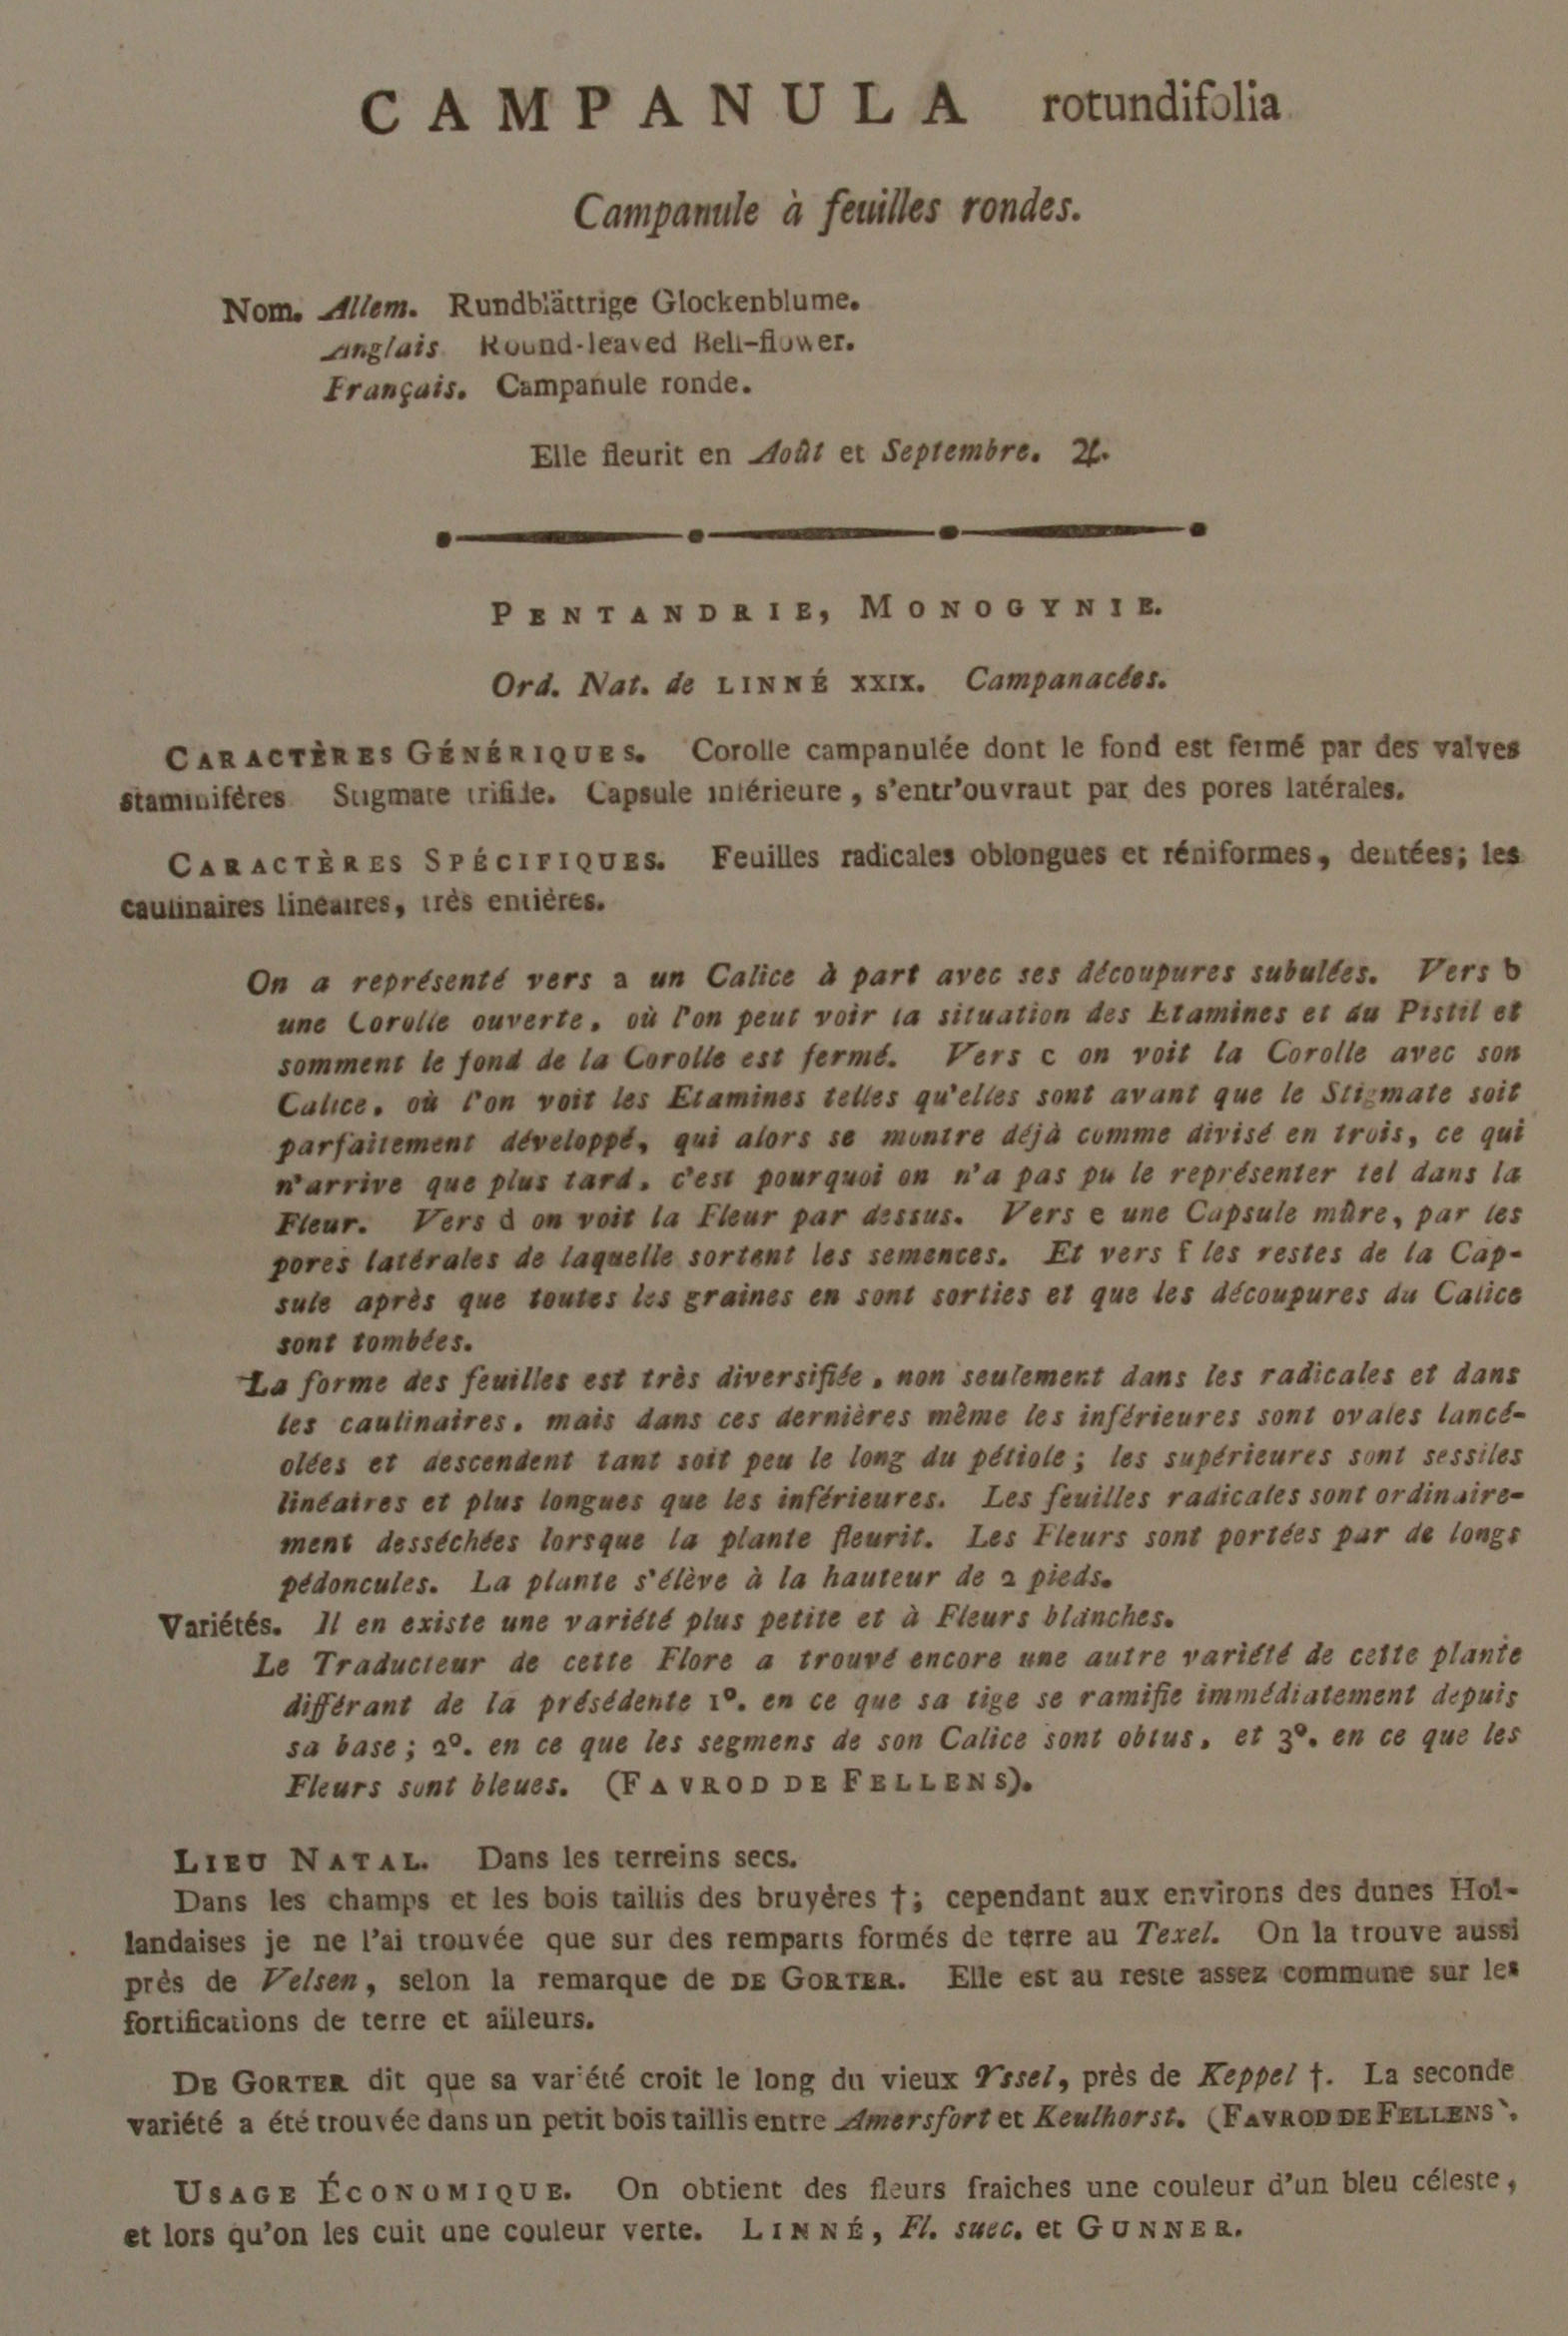 CAMPANULA rotundifolia
Campanule à feuilles rondes.
Nom. Allem. Rundblättrige Glockenblume.
Anglais. Round-leaved Bell-flower.
Français. Campanule ronde.
Elle fleurit en Août et Septembre. ♃.
PENTANDRIE, MONOGYNIE.
Ord. Nat. de LINNÉ XXIX. Campanacées.
CARACTÈRES GÉNÉRIQUES. Corolle campanulée dont le fond est fermé par des valves
staminifères Stigmate trifide. Capsule inférieure, s'entr'ouvraut par des pores latérales.
CARACTÈRES SPÉCIFIQUES. Feuilles radicales oblongues et réniformes, dentées; les
caulinaires linéaires, très entières.
On a représenté vers a un Calice à part avec ses découpures subulées. Vers b
une Corolle ouverte, où l'on peut voir la situation des Etamines et du Pistil et
somment le fond de la Corolle est fermé. Vers c on voit la Corolle avec son
Calice, où l'on voit les Etamines telles qu'elles sont avant que le Stigmate soit
parfaitement développé, qui alors se montre déjà comme divisé en trois, ce qui
n'arrive que plus tard, c'est pourquoi on n'a pas pu le représenter tel dans la
Fleur. Vers d on voit la Fleur par dessus. Vers e une Capsule mûre, par les
pores latérales de laquelle sortent les semences. Et vers f les restes de la Cap-
sule après que toutes les graines en sont sorties et que les découpures du Calice
sont tombées.
La forme des feuilles est très diversifiée, non seulement dans les radicales et dans
les caulinaires, mais dans ces dernières même les inférieures sont ovales lancé-
olées et descendent tant soit peu le long du pétiole; les supérieures sont sessiles
linéaires et plus longues que les inférieures. Les feuilles radicales sont ordinaire-
ment desséchées lorsque la plante fleurit. Les Fleurs sont portées par de longs
pédoncules. La plante s'élève à la hauteur de 2 pieds.
Variétés. Il en existe une variété plus petite et à Fleurs blanches.
Le Traducteur de cette Flore a trouvé encore une autre variété de cette plante
différant de la présédente 1º. en ce que sa tige se ramifie immédiatement depuis
sa base; 2º. en ce que les segmens de son Calice sont obtus, et 3º. en ce que les
Fleurs sont bleues. (FAVROD DE FELLENS).
LIEU NATAL. Dans les terreins secs.
Dans les champs et les bois taillis des bruyères †; cependant aux environs des dunes Hol-
landaises je ne l'ai trouvée que sur des remparts formés de terre au Texel. On la trouve aussi
près de Velsen, selon la remarque de DE GORTER. Elle est au reste assez commune sur les
fortifications de terre et ailleurs.
DE GORTER dit que sa variété croit le long du vieux Yssel, près de Keppel †. La seconde
variété a été trouvée dans un petit bois taillis entre Amersfort et Keulhorst. (FAVROD DE FELLENS).
USAGE ÉCONOMIQUE. On obtient des fleurs fraiches une couleur d'un bleu céleste,
et lors qu'on les cuit une couleur verte. LINNÉ, Fl. suec. et GUNNER.